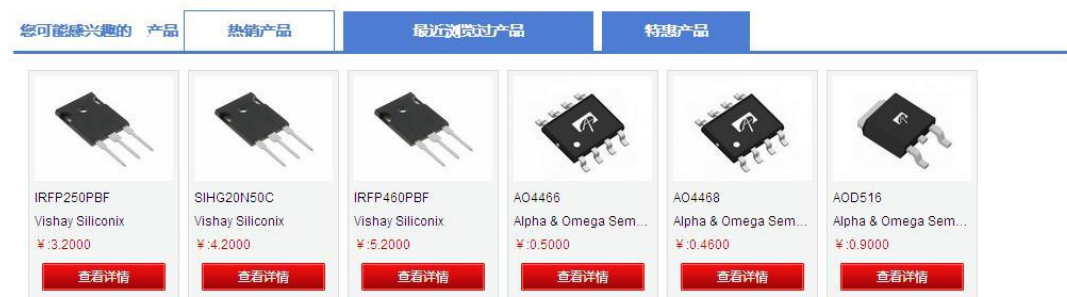 您可能感兴趣的 产品 热销产品 最近浏览过产品 特惠产品
IRFP250PBF SIHG20N50C IRFP460PBF AO4466 AO4468 AOD516
Vishay Siliconix Vishay Siliconix Vishay Siliconix Alpha & Omega Sem... Alpha & Omega Sem... Alpha & Omega Sem...
¥:3.2000 ¥:4.2000 ¥:5.2000 ¥:0.5000 ¥:0.4600 ¥:0.9000
查看详情 查看详情 查看详情 查看详情 查看详情 查看详情